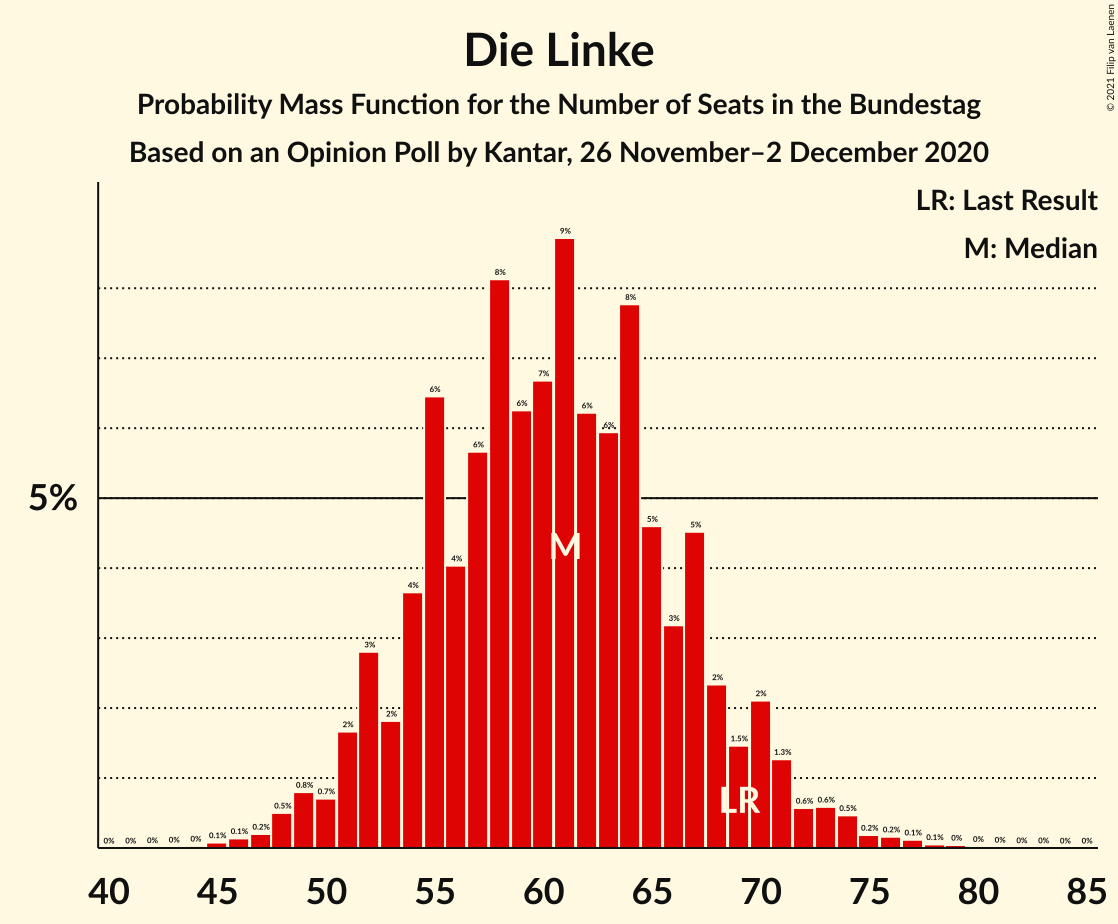 Die Linke
Probability Mass Function for the Number of Seats in the Bundestag
Based on an Opinion Poll by Kantar, 26 November–2 December 2020
© 2021 Filip van Laenen
LR: Last Result
M: Median
5%
0% 0% 0% 0% 0% 0.1% 0.1% 0.2% 0.5% 0.8% 0.7% 2% 3% 2% 4% 6% 4% 6% 8% 6% 7% 9% 6% 6% 8% 5% 3% 5% 2% 1.5% 2% 1.3% 0.6% 0.6% 0.5% 0.2% 0.2% 0.1% 0.1% 0% 0% 0% 0% 0% 0% 0%
M
LR
40 45 50 55 60 65 70 75 80 85